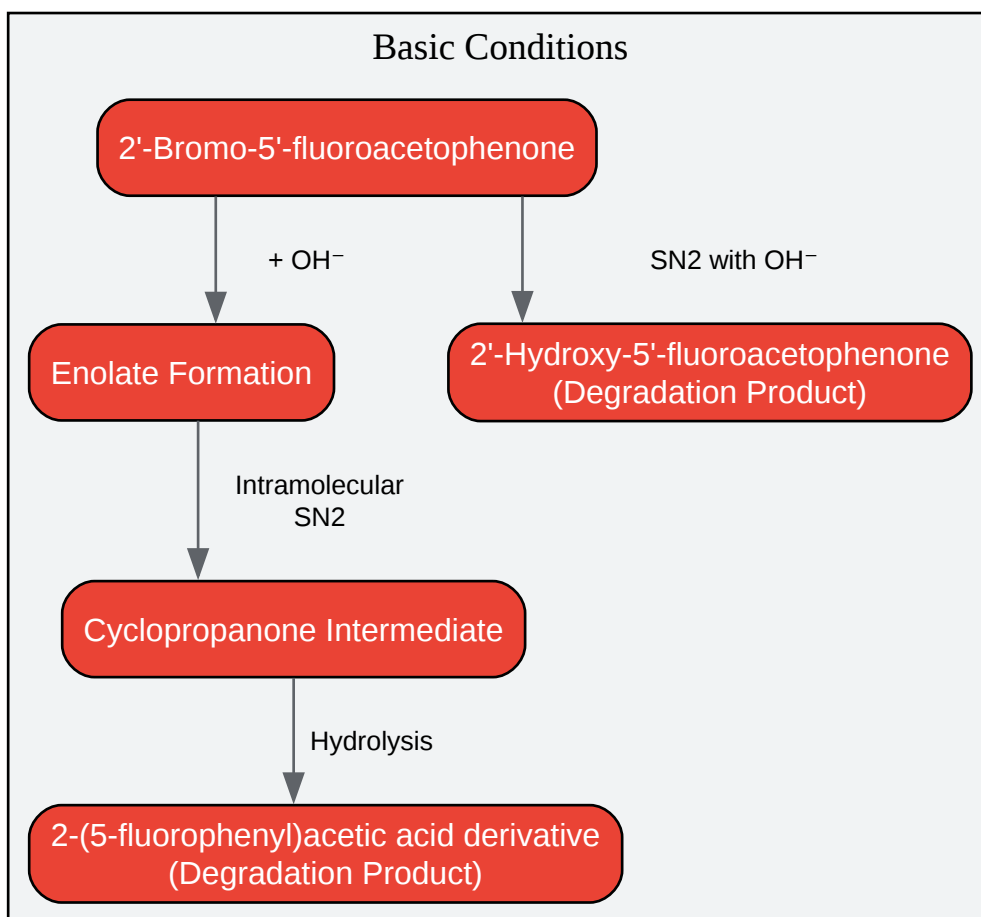 Basic Conditions
2'-Bromo-5'-fluoroacetophenone
+ OH⁻
SN2 with OH⁻
Enolate Formation
2'-Hydroxy-5'-fluoroacetophenone
(Degradation Product)
Intramolecular
SN2
Cyclopropanone Intermediate
Hydrolysis
2-(5-fluorophenyl)acetic acid derivative
(Degradation Product)